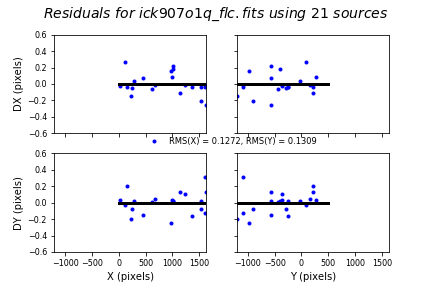 Residuals for ick907o1q_flc.fits using 21 sources
DX (pixels)
0.6
0.4
0.2
0.0
−0.2
−0.4
−0.6
RMS(X) = 0.1272, RMS(Y) = 0.1309
DY (pixels)
0.6
0.4
0.2
0.0
−0.2
−0.4
−0.6
−1000 −500 0 500 1000 1500
−1000 −500 0 500 1000 1500
X (pixels)
Y (pixels)